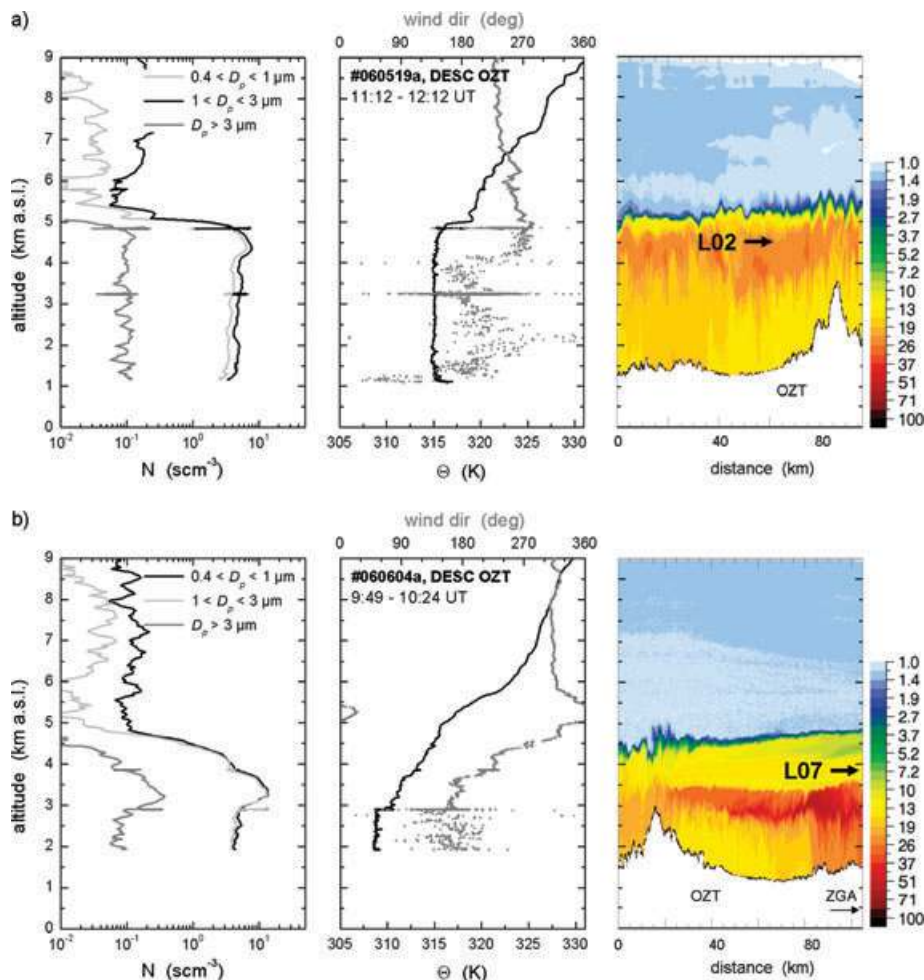 a)
wind dir (deg)
0 90 180 270 360
9
8
7
6
5
4
3
2
1
0
altitude (km a.s.l.)
0.4 < Dp < 1 µm
1 < Dp < 3 µm
Dp > 3 µm
10⁻² 10⁻¹ 10⁰ 10¹
N (scm⁻³)
#060519a, DESC OZT
11:12 - 12:12 UT
305 310 315 320 325 330
Θ (K)
L02
OZT
0 40 80
distance (km)
1.0
1.4
1.9
2.7
3.7
5.2
7.2
10
13
19
26
37
51
71
100
b)
wind dir (deg)
0 90 180 270 360
9
8
7
6
5
4
3
2
1
0
altitude (km a.s.l.)
0.4 < Dp < 1 µm
1 < Dp < 3 µm
Dp > 3 µm
10⁻² 10⁻¹ 10⁰ 10¹
N (scm⁻³)
#060604a, DESC OZT
9:49 - 10:24 UT
305 310 315 320 325 330
Θ (K)
L07
OZT
ZGA
0 40 80
distance (km)
1.0
1.4
1.9
2.7
3.7
5.2
7.2
10
13
19
26
37
51
71
100